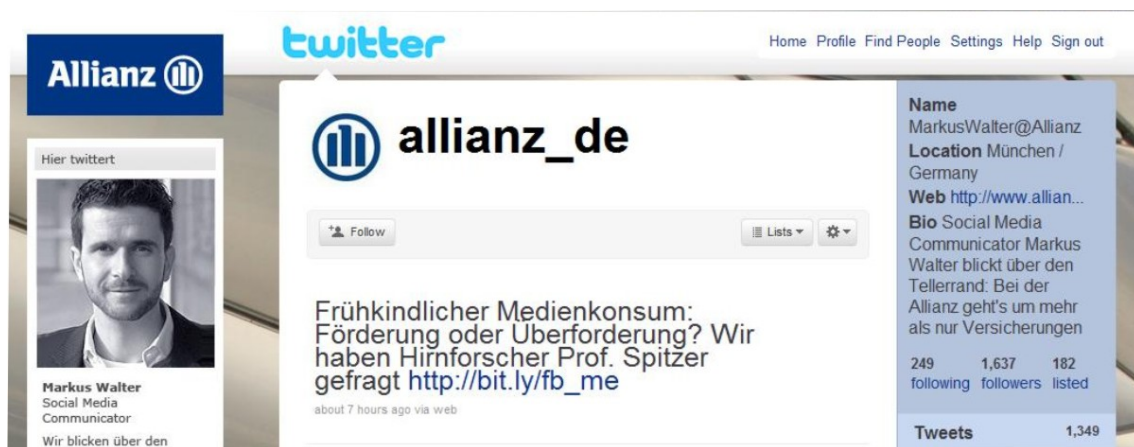 Allianz
Hier twittert
Markus Walter
Social Media
Communicator
Wir blicken über den
twitter
Home Profile Find People Settings Help Sign out
allianz_de
Follow
Lists
Frühkindlicher Medienkonsum:
Förderung oder Überforderung? Wir
haben Hirnforscher Prof. Spitzer
gefragt http://bit.ly/fb_me
about 7 hours ago via web
Name
MarkusWalter@Allianz
Location München /
Germany
Web http://www.allian...
Bio Social Media
Communicator Markus
Walter blickt über den
Tellerrand: Bei der
Allianz geht's um mehr
als nur Versicherungen
249 1,637 182
following followers listed
Tweets 1,349